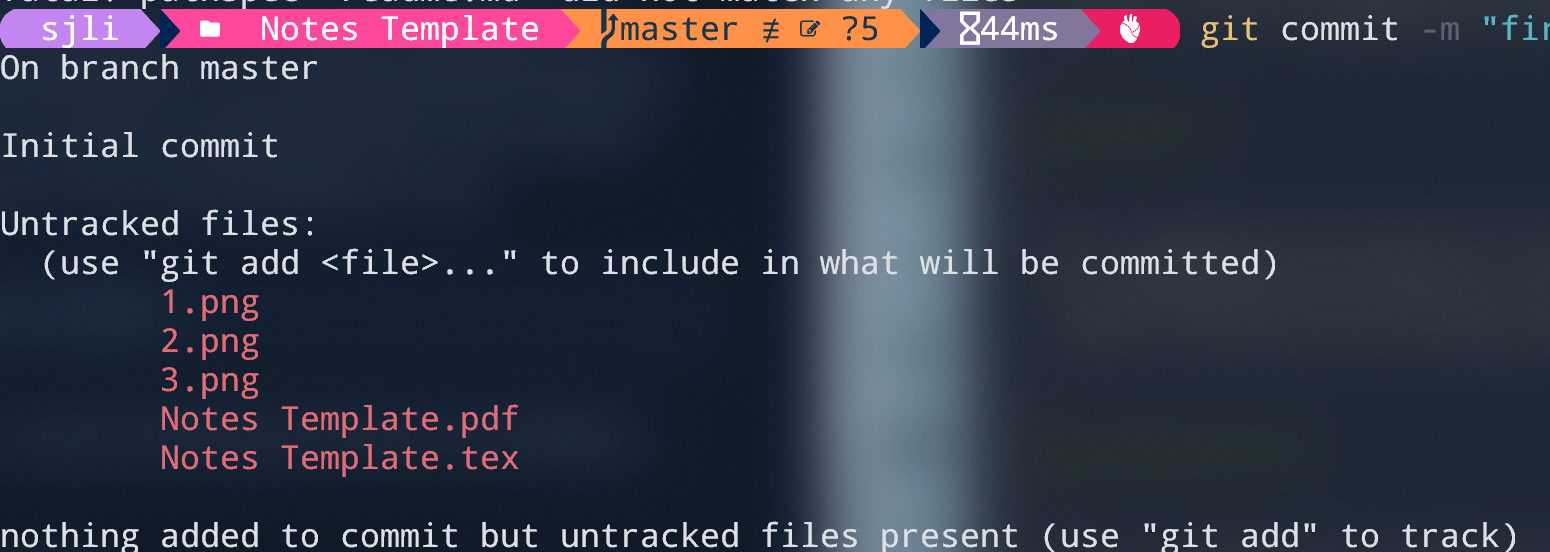 sjli Notes Template master ≢ ?5 44ms git commit -m
On branch master
Initial commit
Untracked files:
(use "git add <file>..." to include in what will be committed)
1.png
2.png
3.png
Notes Template.pdf
Notes Template.tex
nothing added to commit but untracked files present (use "git add" to track)